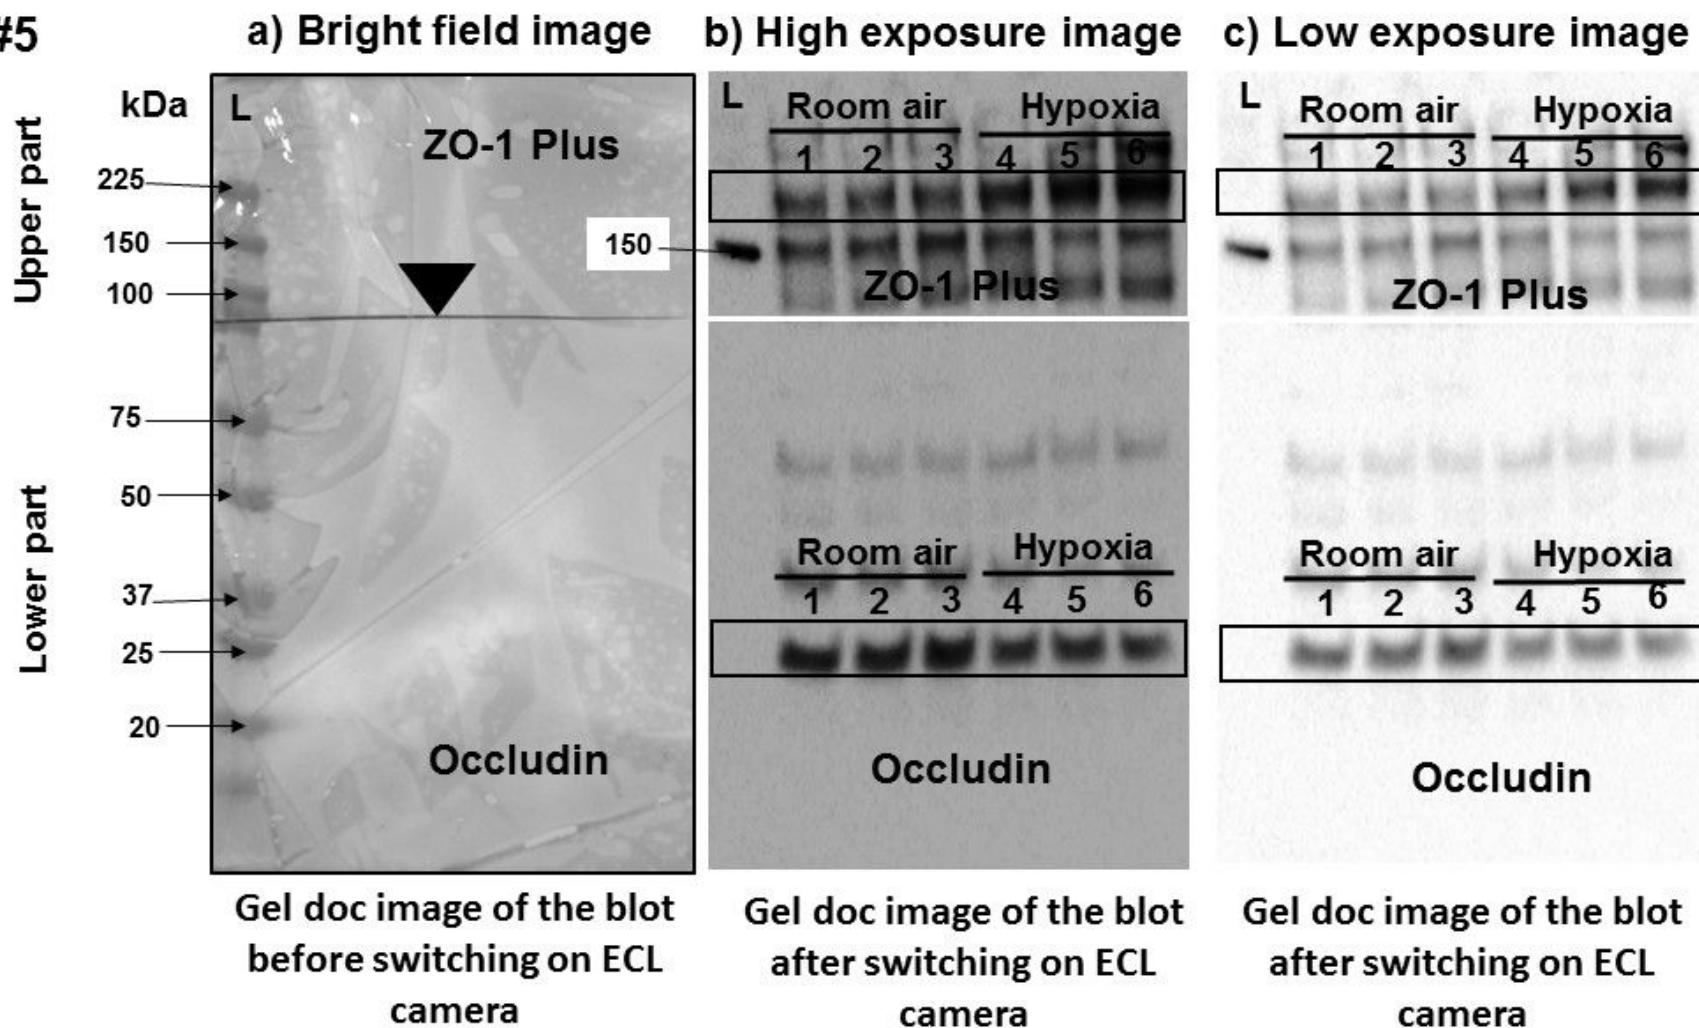 #5
a) Bright field image
b) High exposure image
c) Low exposure image
Upper part
Lower part
kDa
L
ZO-1 Plus
225
150
100
75
50
37
25
20
Occludin
L
Room air Hypoxia
1 2 3 4 5 6
150
ZO-1 Plus
Room air Hypoxia
1 2 3 4 5 6
Occludin
L
Room air Hypoxia
1 2 3 4 5 6
ZO-1 Plus
Room air Hypoxia
1 2 3 4 5 6
Occludin
Gel doc image of the blot
before switching on ECL
camera
Gel doc image of the blot
after switching on ECL
camera
Gel doc image of the blot
after switching on ECL
camera